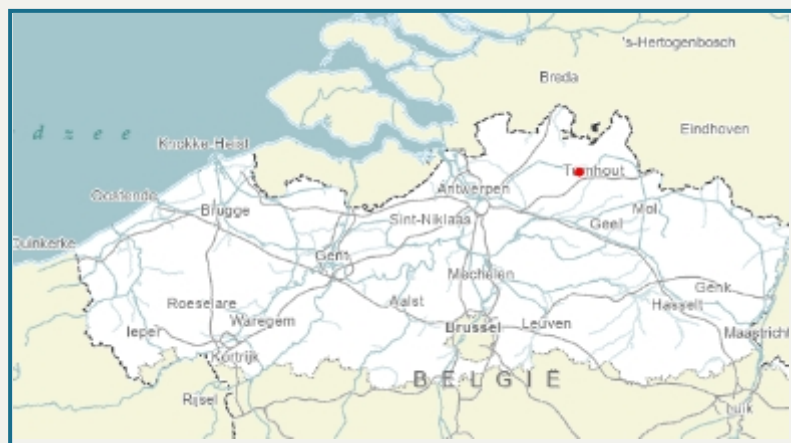 's-Hertogenbosch
Breda
d z e e
Eindhoven
Knokke-Heist
Turnhout
Oostende
Antwerpen
Brugge
Mol
Sint-Niklaas
Geel
Duinkerke
Gent
Mechelen
Genk
Roeselare
Aalst
Hasselt
Waregem
Ieper
Brussel
Leuven
Maastricht
Kortrijk
BELGIË
Rijsel
Luik